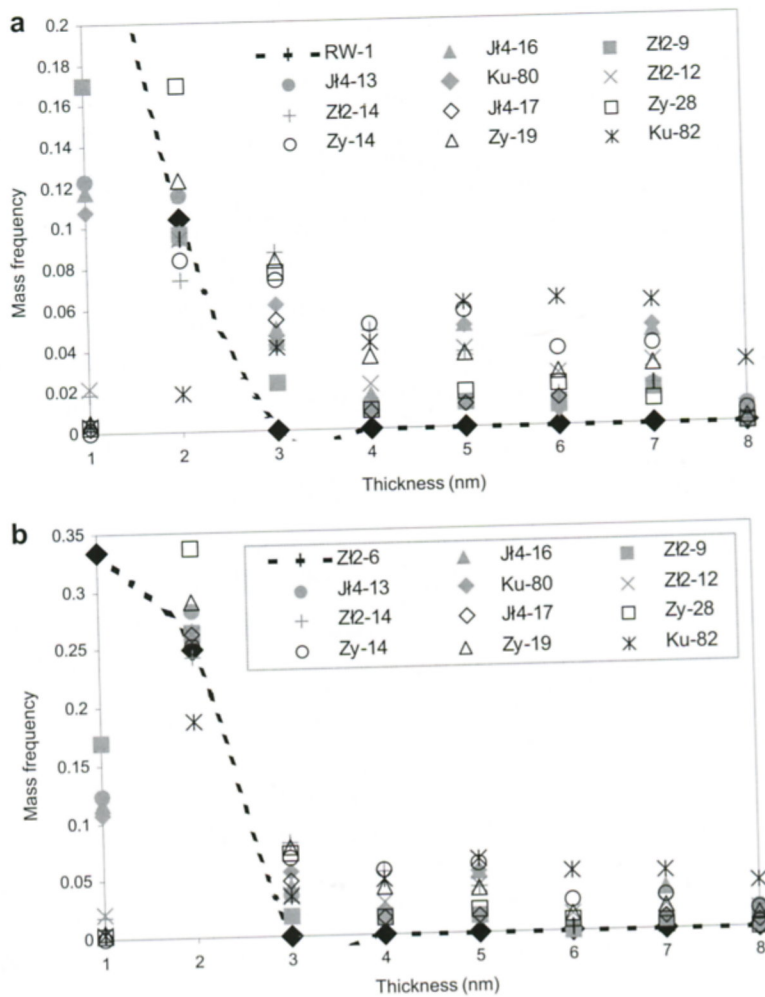 a
0.2
0.18
0.16
0.14
0.12
0.1
0.08
0.06
0.04
0.02
0
Mass frequency
RW-1
Jł4-16
Zł2-9
Jł4-13
Ku-80
Zł2-12
Zł2-14
Jł4-17
Zy-28
Zy-14
Zy-19
Ku-82
1 2 3 4 5 6 7 8
Thickness (nm)
b
0.35
0.3
0.25
0.2
0.15
0.1
0.05
0
Mass frequency
Zł2-6
Jł4-16
Zł2-9
Jł4-13
Ku-80
Zł2-12
Zł2-14
Jł4-17
Zy-28
Zy-14
Zy-19
Ku-82
1 2 3 4 5 6 7 8
Thickness (nm)